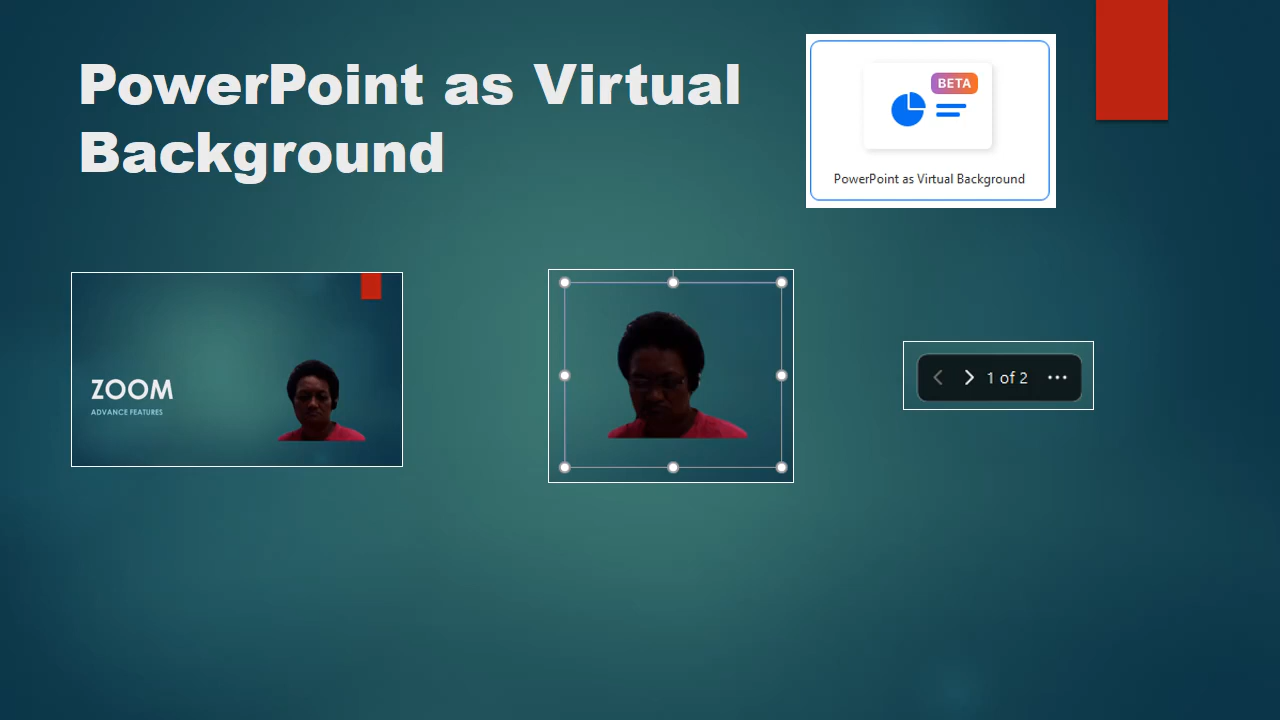 PowerPoint as Virtual
Background
BETA
PowerPoint as Virtual Background
ZOOM
ADVANCE FEATURES
1 of 2